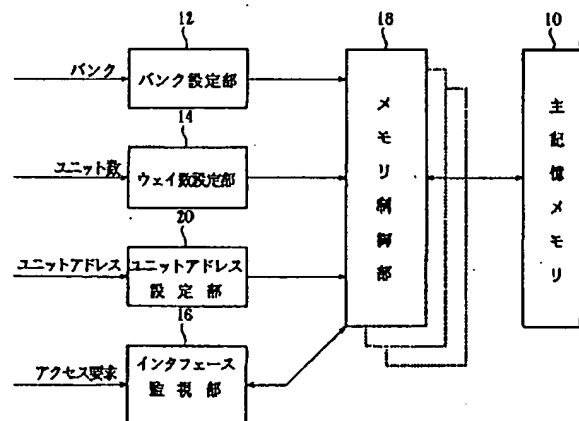 12
バンク
バンク設定部
14
ユニット数
ウェイ数設定部
20
ユニットアドレス
ユニットアドレス
設定部
16
アクセス要求
インタフェース
監視部
18
メモリ制御部
10
主記憶メモリ